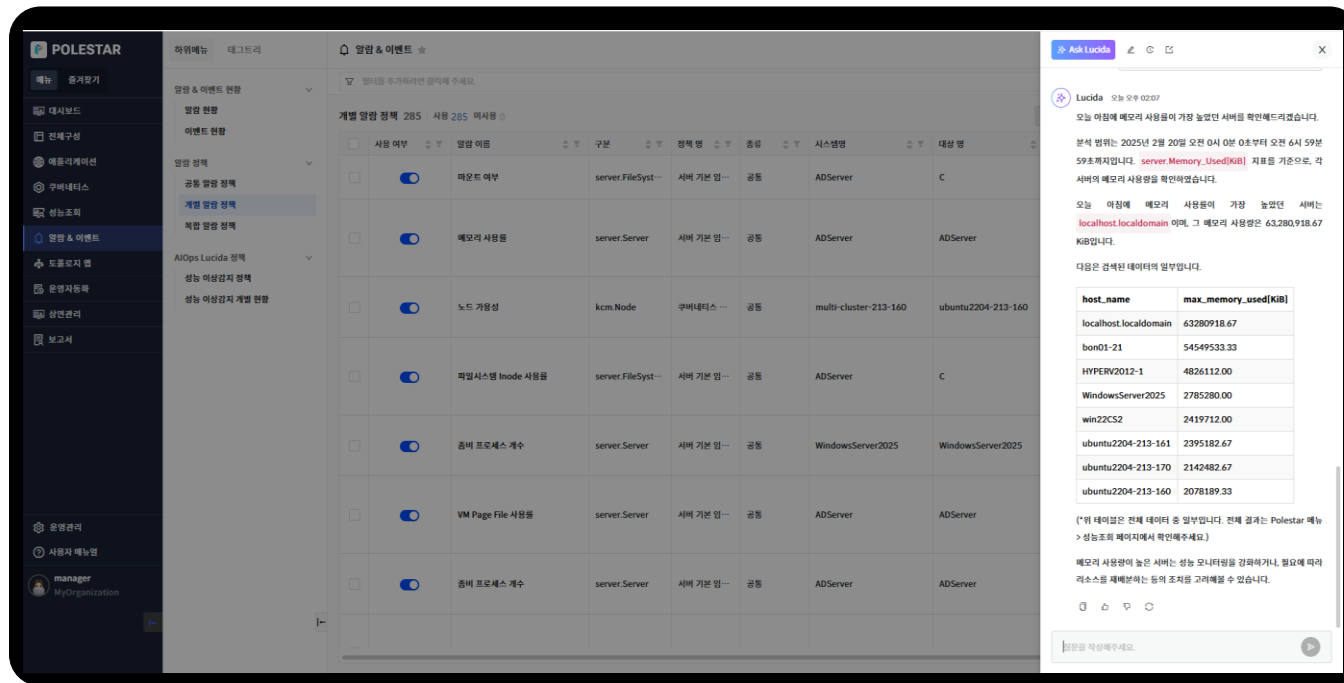 POLESTAR
메뉴 즐겨찾기
대시보드
전체구성
애플리케이션
쿠버네티스
성능조회
알람 & 이벤트
토폴로지 맵
운영자동화
상면관리
보고서
운영관리
사용자 매뉴얼
manager
MyOrganization
하위메뉴 태그트리
알람 & 이벤트 현황
알람 현황
이벤트 현황
알람 정책
공통 알람 정책
개별 알람 정책
복합 알람 정책
AIOps Lucida 정책
성능 이상감지 정책
성능 이상감지 개별 현황
알람 & 이벤트
필터를 추가하려면 클릭해 주세요.
개별 알람 정책 285 사용 285 미사용 0
사용 여부 알람 이름 구분 정책 명 종류 시스템명 대상 명
마운트 여부 server.FileSyst··· 서버 기본 임··· 공통 ADServer C
메모리 사용률 server.Server 서버 기본 임··· 공통 ADServer ADServer
노드 가용성 kcm.Node 쿠버네티스 ··· 공통 multi-cluster-213-160 ubuntu2204-213-160
파일시스템 Inode 사용률 server.FileSyst··· 서버 기본 임··· 공통 ADServer C
좀비 프로세스 개수 server.Server 서버 기본 임··· 공통 WindowsServer2025 WindowsServer2025
VM Page File 사용률 server.Server 서버 기본 임··· 공통 ADServer ADServer
좀비 프로세스 개수 server.Server 서버 기본 임··· 공통 ADServer ADServer
Ask Lucida
Lucida 오늘 오후 02:07
오늘 아침에 메모리 사용률이 가장 높았던 서버를 확인해드리겠습니다.
분석 범위는 2025년 2월 20일 오전 0시 0분 0초부터 오전 6시 59분
59초까지입니다. server.Memory_Used[KiB] 지표를 기준으로, 각
서버의 메모리 사용량을 확인하였습니다.
오늘 아침에 메모리 사용률이 가장 높았던 서버는
localhost.localdomain 이며, 그 메모리 사용량은 63,280,918.67
KiB입니다.
다음은 검색된 데이터의 일부입니다.
host_name max_memory_used[KiB]
localhost.localdomain 63280918.67
bon01-21 54549533.33
HYPERV2012-1 4826112.00
WindowsServer2025 2785280.00
win22CS2 2419712.00
ubuntu2204-213-161 2395182.67
ubuntu2204-213-170 2142482.67
ubuntu2204-213-160 2078189.33
(*위 테이블은 전체 데이터 중 일부입니다. 전체 결과는 Polestar 메뉴
> 성능조회 페이지에서 확인해주세요.)
메모리 사용량이 높은 서버는 성능 모니터링을 강화하거나, 필요에 따라
리소스를 재배분하는 등의 조치를 고려해볼 수 있습니다.
질문을 작성해주세요.